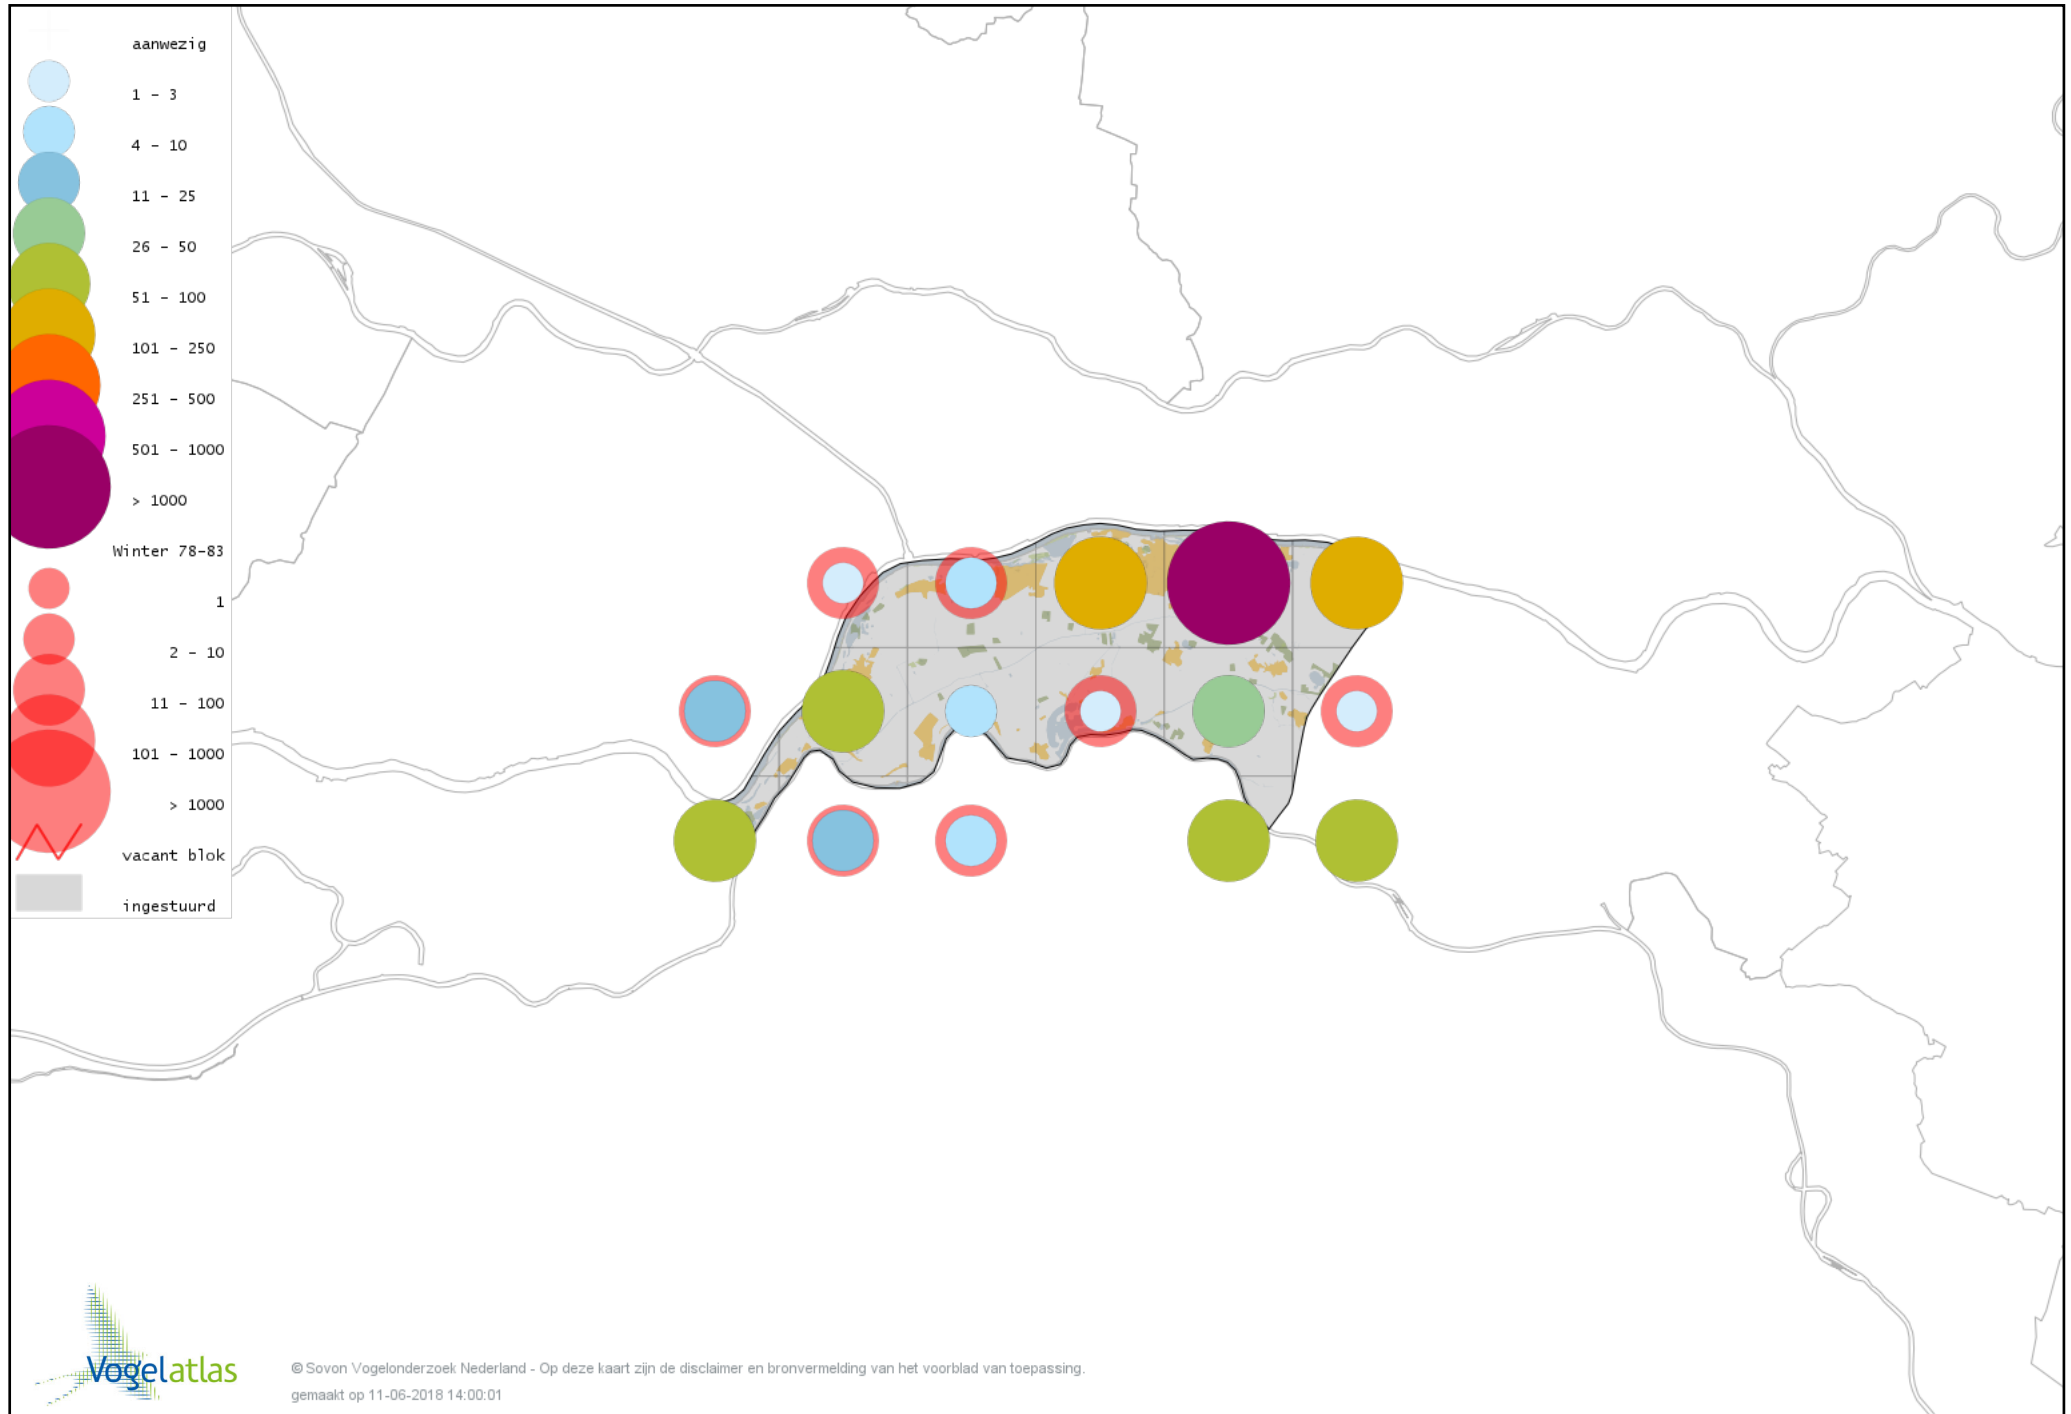 aanwezig
1 - 3
4 - 10
11 - 25
26 - 50
51 - 100
101 - 250
251 - 500
501 - 1000
> 1000
Winter 78-83
1
2 - 10
11 - 100
101 - 1000
> 1000
vacant blok
ingestuurd
Vogelatlas
© Sovon Vogelonderzoek Nederland - Op deze kaart zijn de disclaimer en bronvermelding van het voorblad van toepassing.
gemaakt op 11-06-2018 14:00:01